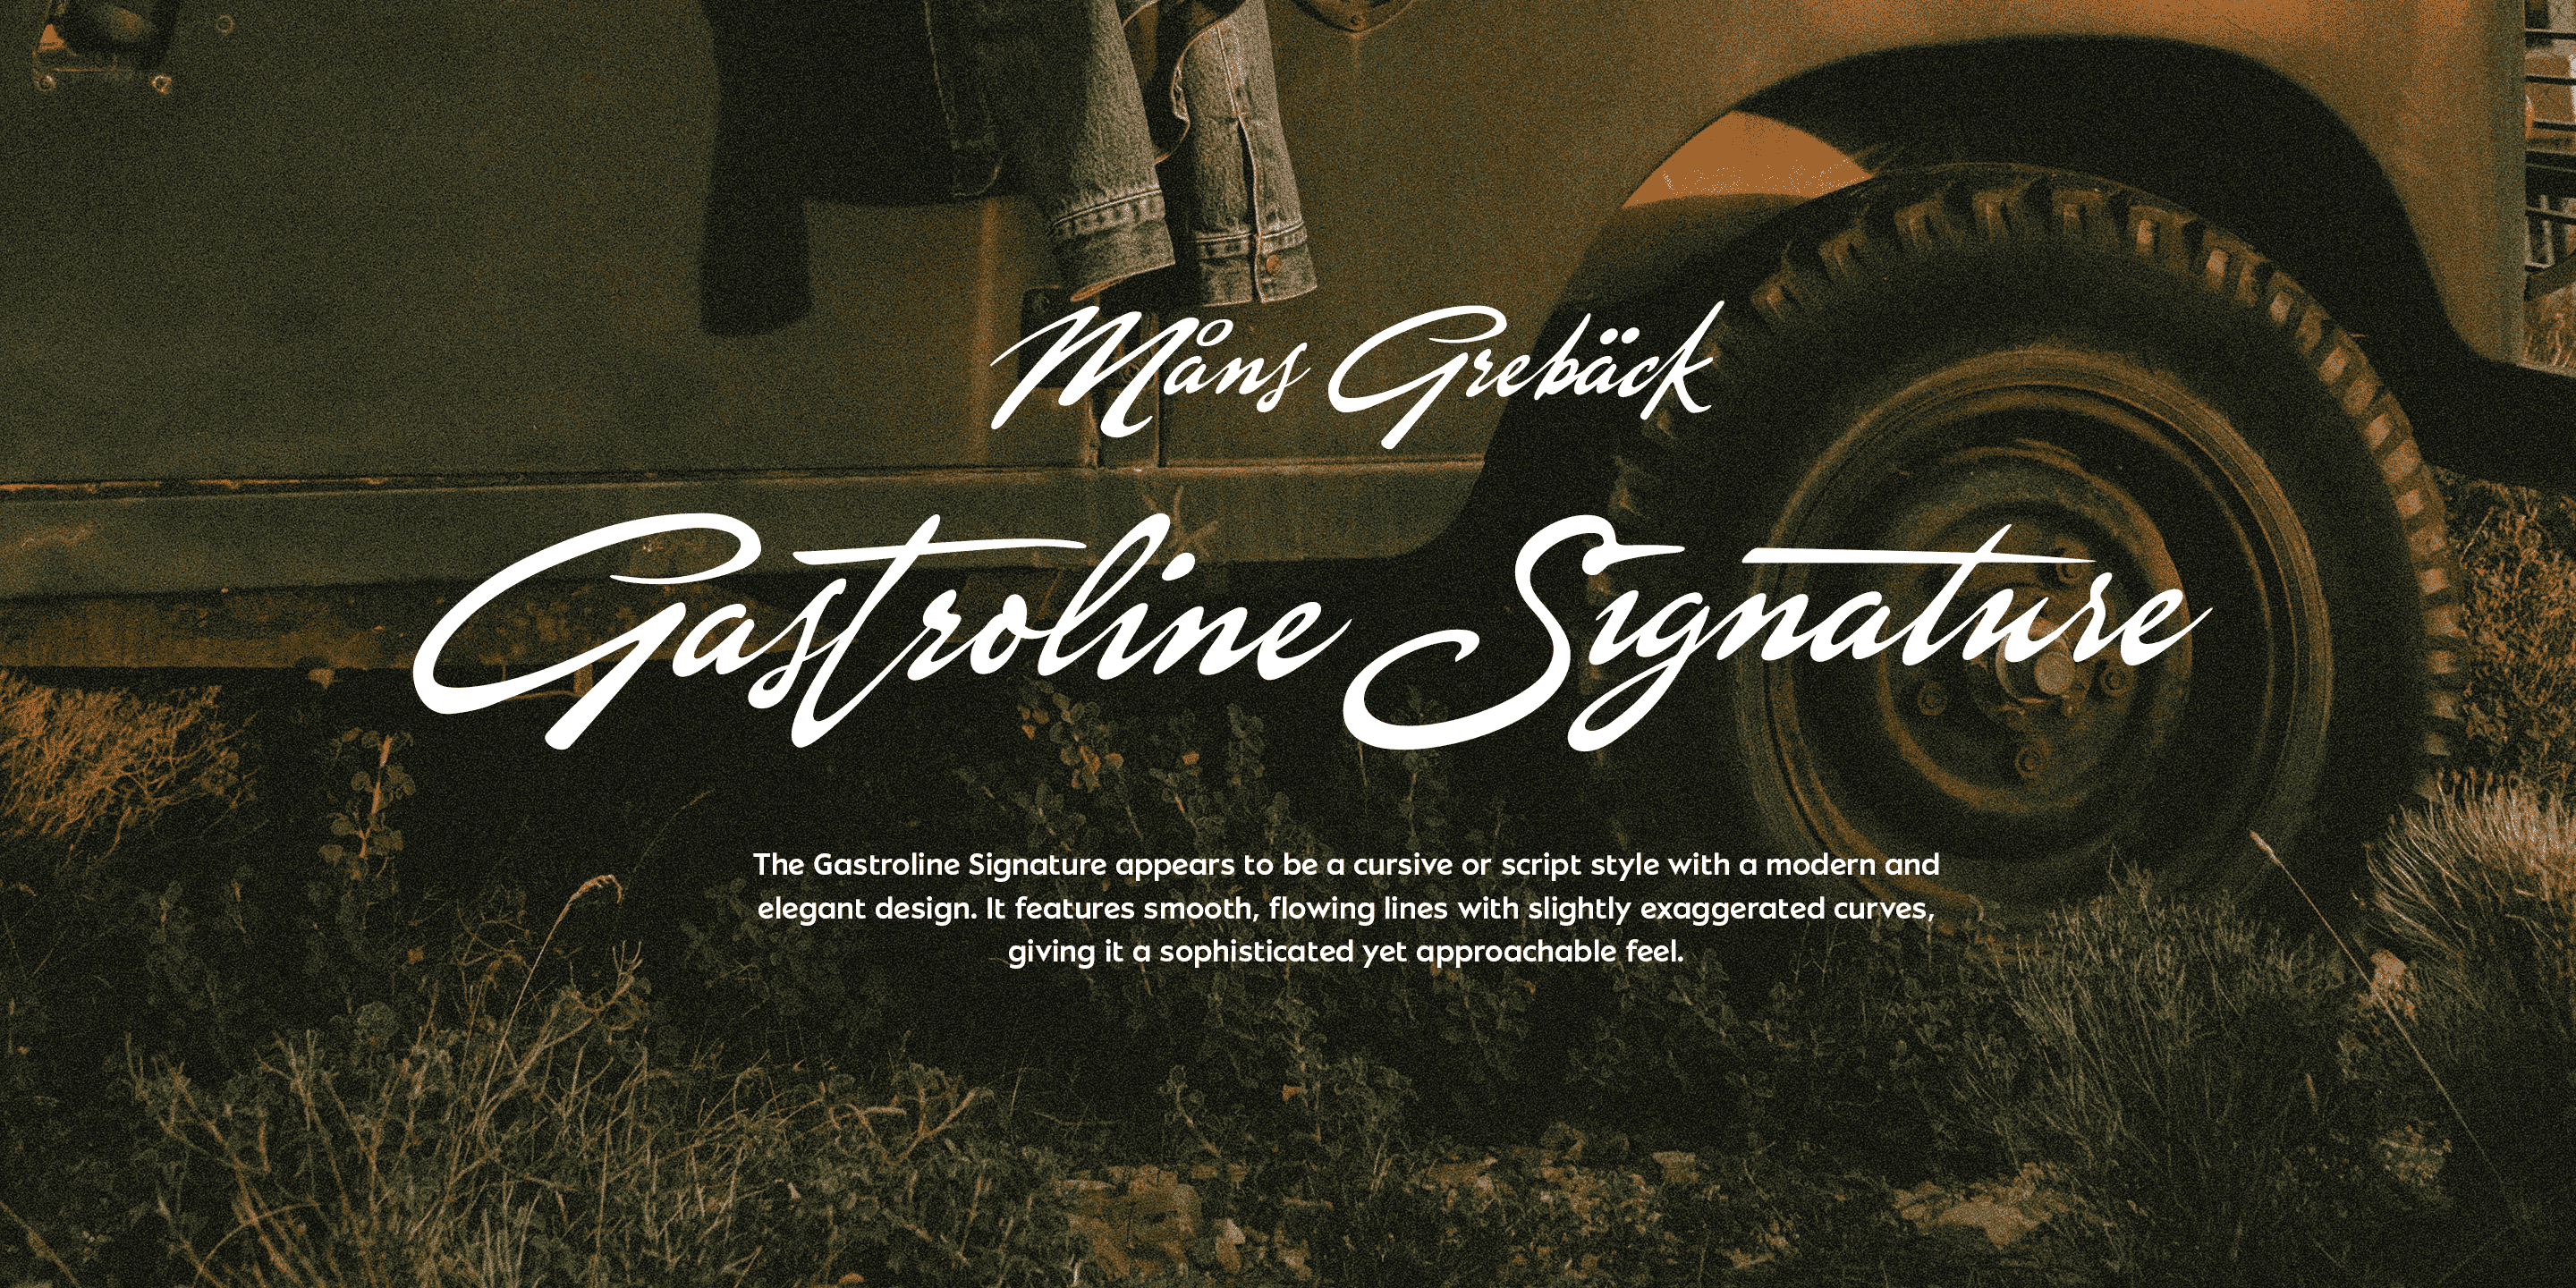 Måns Grebäck
Gastroline Signature
The Gastroline Signature appears to be a cursive or script style with a modern and
elegant design. It features smooth, flowing lines with slightly exaggerated curves,
giving it a sophisticated yet approachable feel.